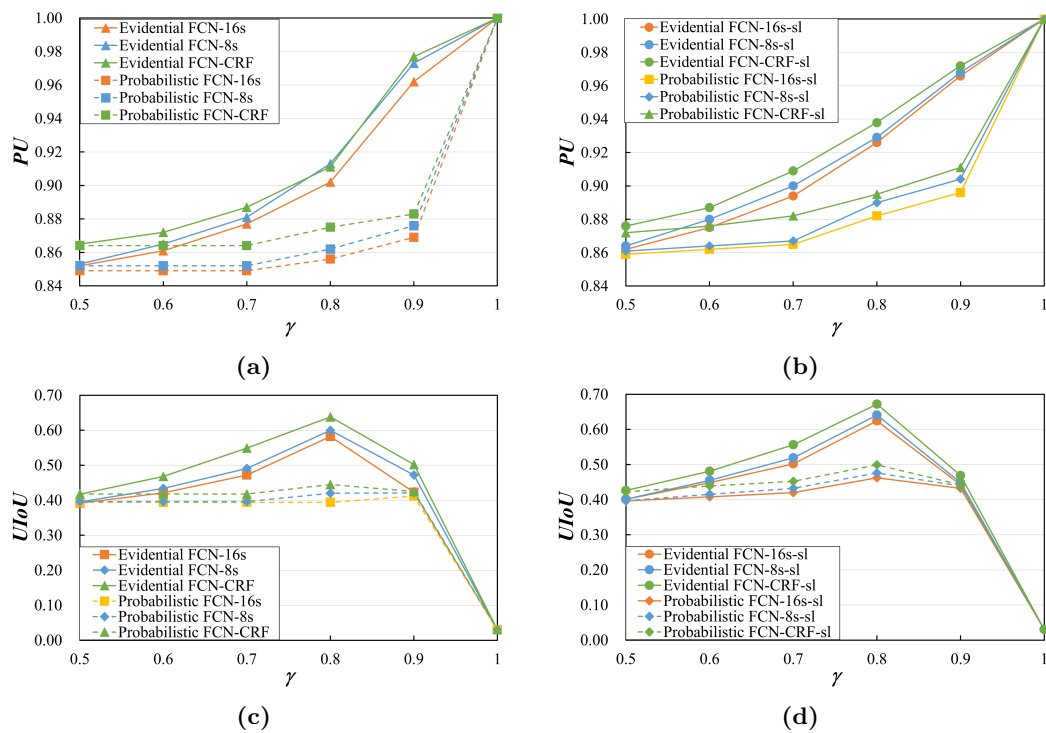 1.00
0.98
0.96
0.94
0.92
0.90
0.88
0.86
0.84
PU
Evidential FCN-16s
Evidential FCN-8s
Evidential FCN-CRF
Probabilistic FCN-16s
Probabilistic FCN-8s
Probabilistic FCN-CRF
0.5 0.6 0.7 0.8 0.9 1
γ
(a)
1.00
0.98
0.96
0.94
0.92
0.90
0.88
0.86
0.84
PU
Evidential FCN-16s-sl
Evidential FCN-8s-sl
Evidential FCN-CRF-sl
Probabilistic FCN-16s-sl
Probabilistic FCN-8s-sl
Probabilistic FCN-CRF-sl
0.5 0.6 0.7 0.8 0.9 1
γ
(b)
0.70
0.60
0.50
0.40
0.30
0.20
0.10
0.00
UIoU
Evidential FCN-16s
Evidential FCN-8s
Evidential FCN-CRF
Probabilistic FCN-16s
Probabilistic FCN-8s
Probabilistic FCN-CRF
0.5 0.6 0.7 0.8 0.9 1
γ
(c)
0.70
0.60
0.50
0.40
0.30
0.20
0.10
0.00
UIoU
Evidential FCN-16s-sl
Evidential FCN-8s-sl
Evidential FCN-CRF-sl
Probabilistic FCN-16s-sl
Probabilistic FCN-8s-sl
Probabilistic FCN-CRF-sl
0.5 0.6 0.7 0.8 0.9 1
γ
(d)